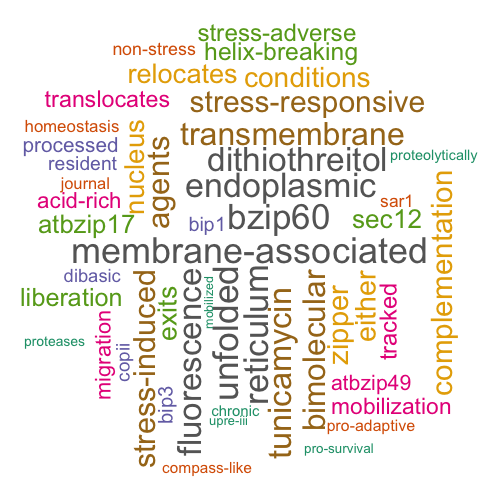 stress-adverse
non-stress
helix-breaking
relocates
conditions
translocates
stress-responsive
homeostasis
transmembrane
processed
nucleus
agents
dithiothreitol
proteolytically
resident
journal
endoplasmic
acid-rich
sar1
atbzip17
bip1
bzip60
sec12
complementation
membrane-associated
dibasic
liberation
stress-induced
exits
fluorescence
mobilized
unfolded
reticulum
tunicamycin
bimolecular
zipper
either
tracked
proteases
migration
copii
bip3
chronic
upre-iii
atbzip49
mobilization
pro-adaptive
pro-survival
compass-like